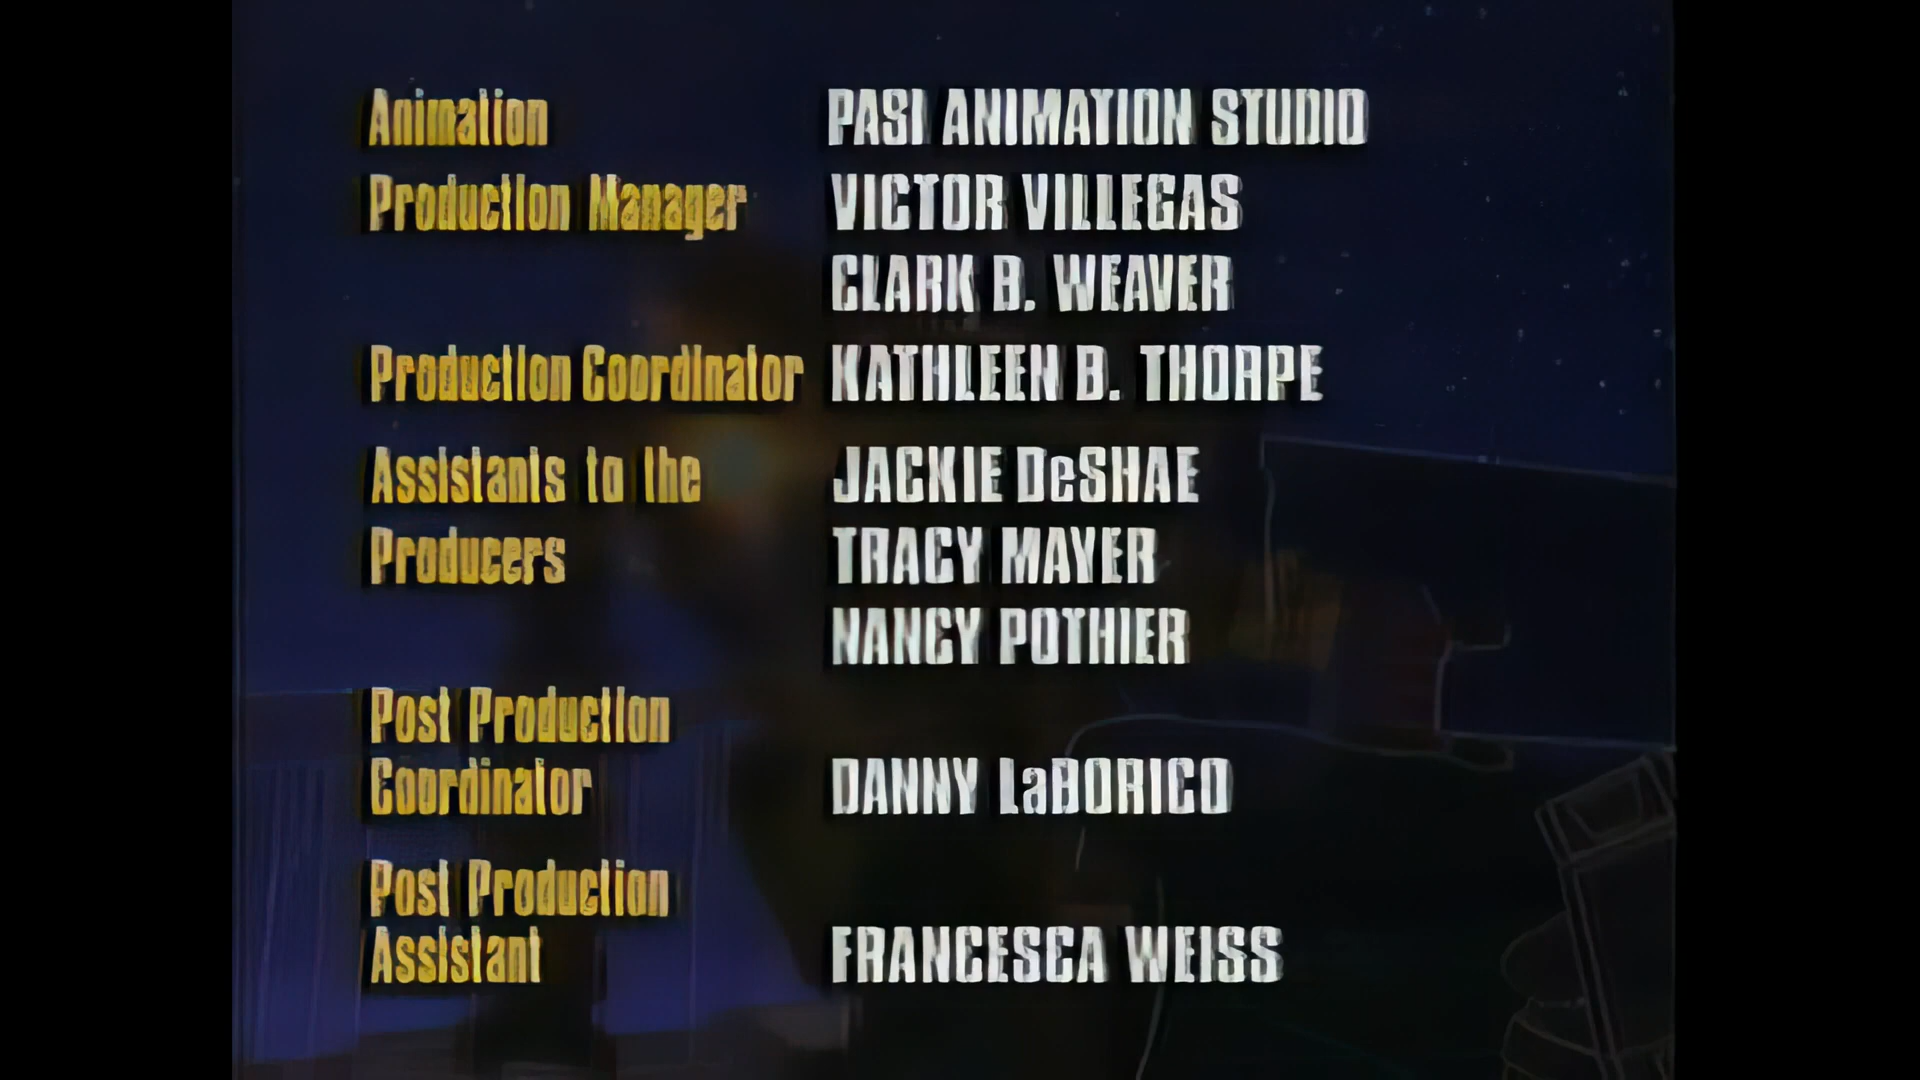 Animation PASI ANIMATION STUDIO
Production Manager VICTOR VILLEGAS
CLARK B. WEAVER
Production Coordinator KATHLEEN B. THORPE
Assistants to the JACKIE DeSHAE
Producers TRACY MAYER
NANCY POTHIER
Post Production
Coordinator DANNY LaBORICO
Post Production
Assistant FRANCESCA WEISS